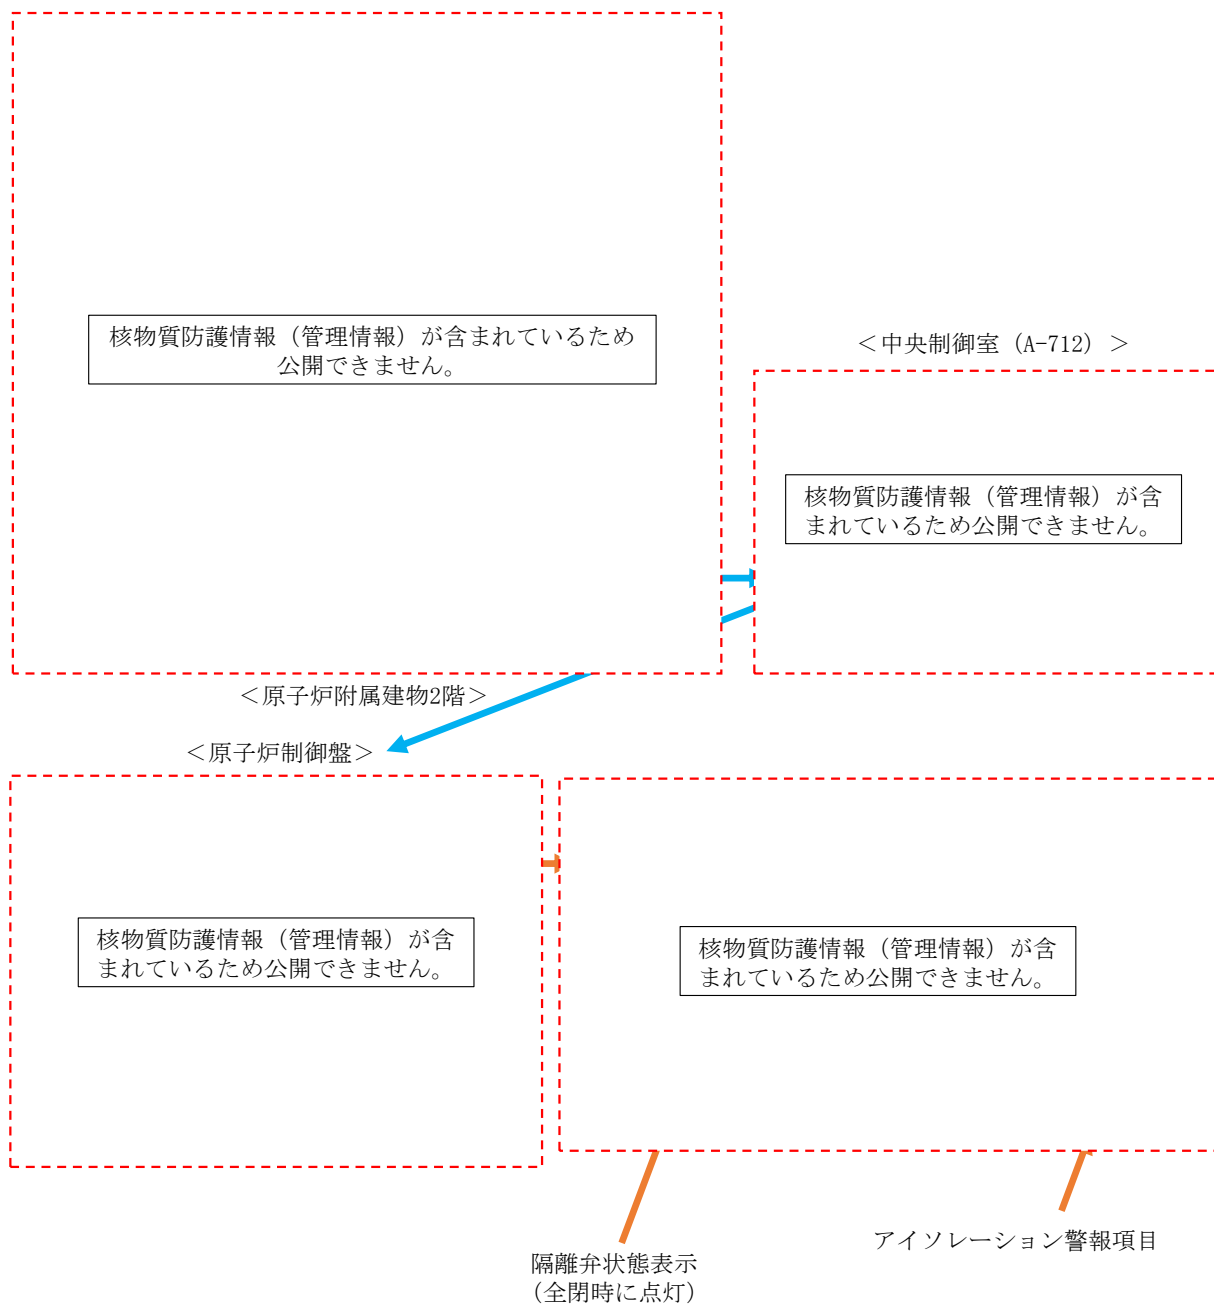 核物質防護情報（管理情報）が含まれているため
公開できません。
＜中央制御室（A-712）＞
核物質防護情報（管理情報）が含
まれているため公開できません。
＜原子炉附属建物2階＞
＜原子炉制御盤＞
核物質防護情報（管理情報）が含
まれているため公開できません。
核物質防護情報（管理情報）が含
まれているため公開できません。
隔離弁状態表示
（全閉時に点灯）
アイソレーション警報項目